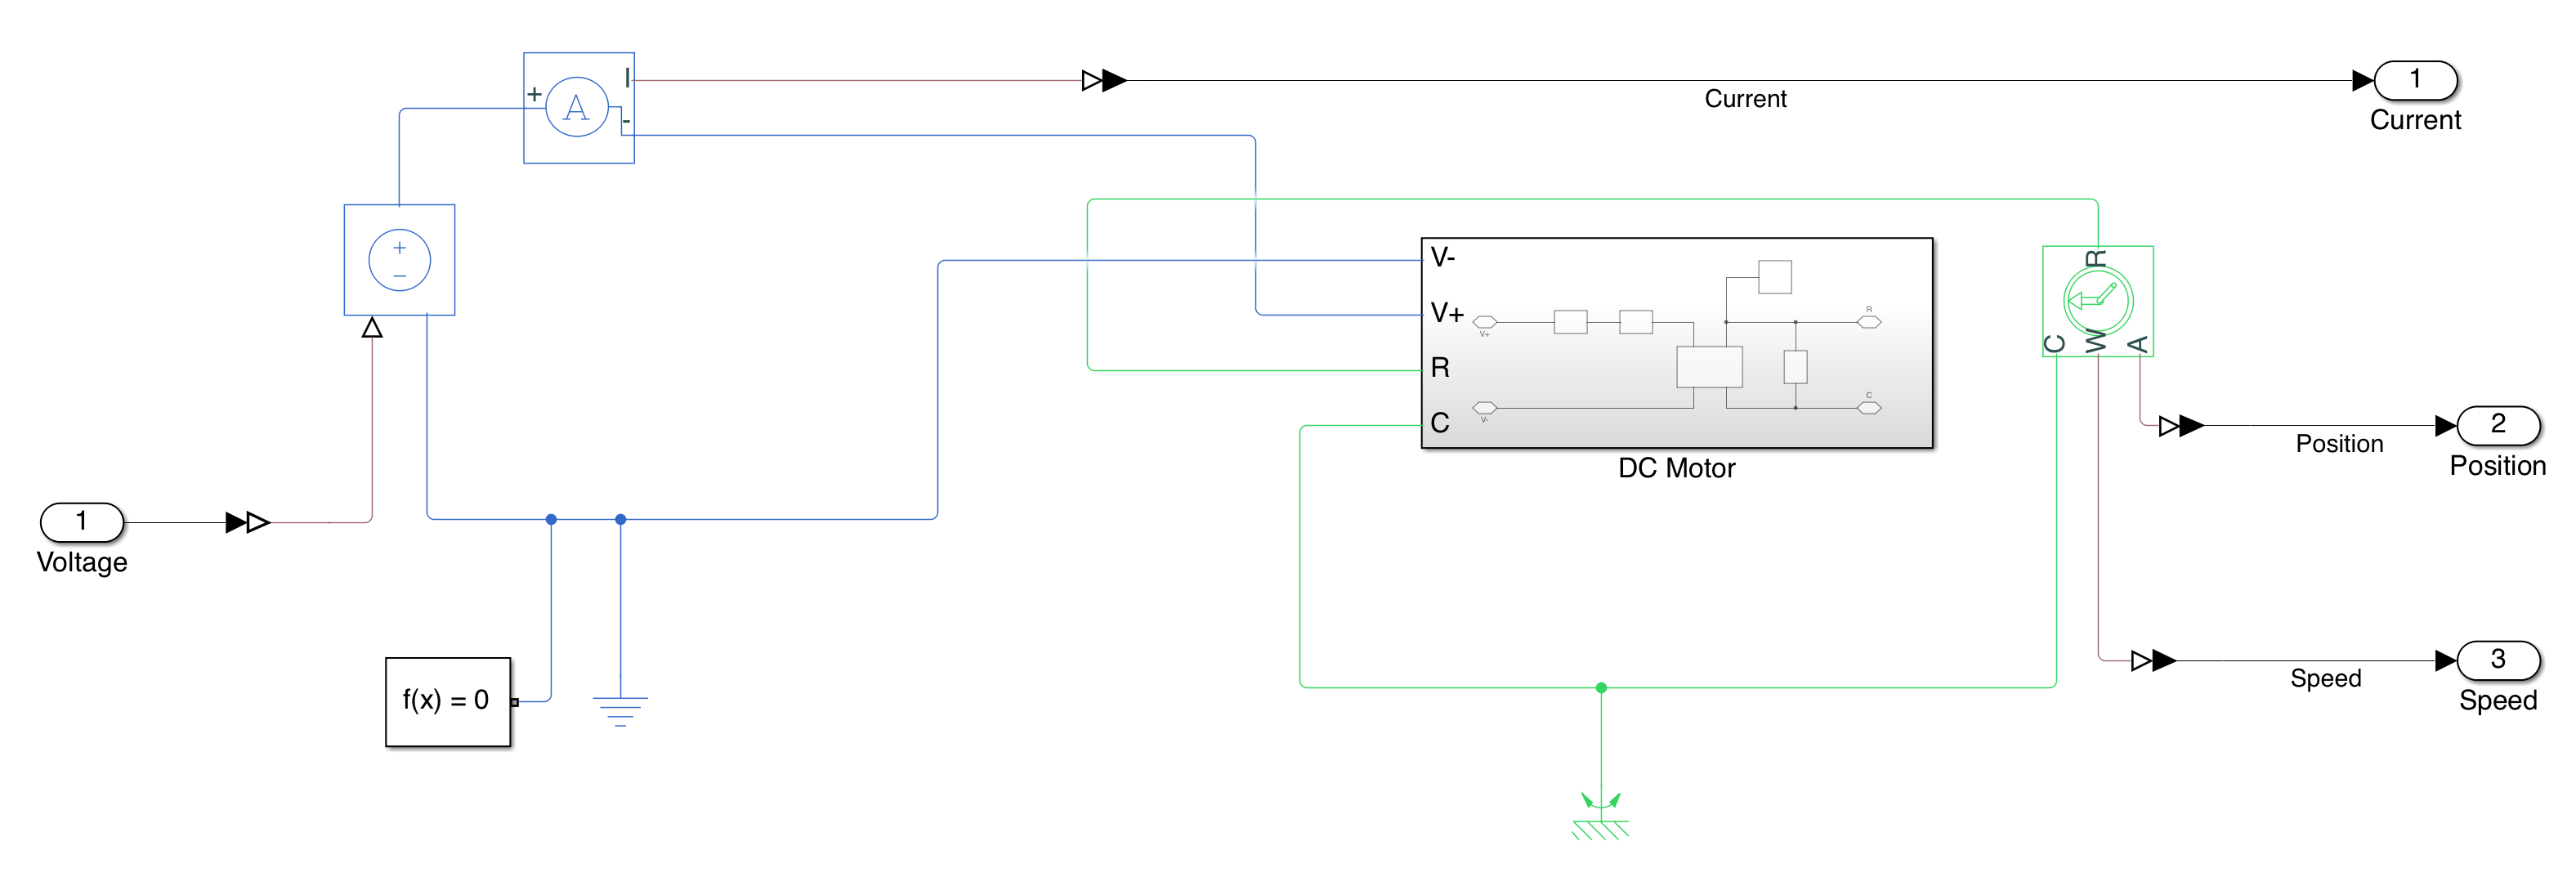 I
+
A
-
Current
1
Current
+
−
V-
V+
R
C
V+
V-
R
C
DC Motor
R
C
W
A
Position
2
Position
1
Voltage
f(x) = 0
Speed
3
Speed